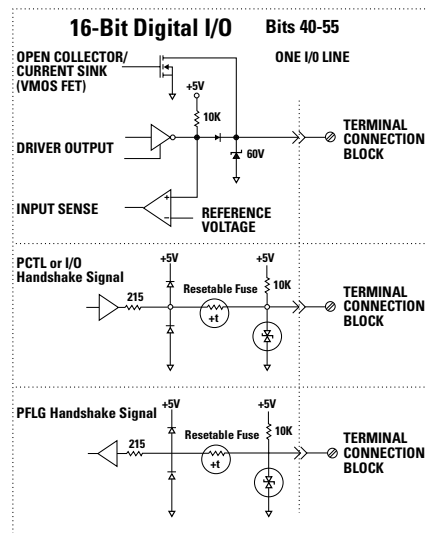 16-Bit Digital I/O Bits 40-55
OPEN COLLECTOR/
CURRENT SINK
(VMOS FET)
ONE I/0 LINE
+5V
10K
TERMINAL
CONNECTION
BLOCK
DRIVER OUTPUT
60V
INPUT SENSE
REFERENCE
VOLTAGE
+
–
PCTL or I/O
Handshake Signal
+5V
+5V
215
Resetable Fuse
+t
10K
TERMINAL
CONNECTION
BLOCK
PFLG Handshake Signal
+5V
+5V
215
Resetable Fuse
+t
10K
TERMINAL
CONNECTION
BLOCK